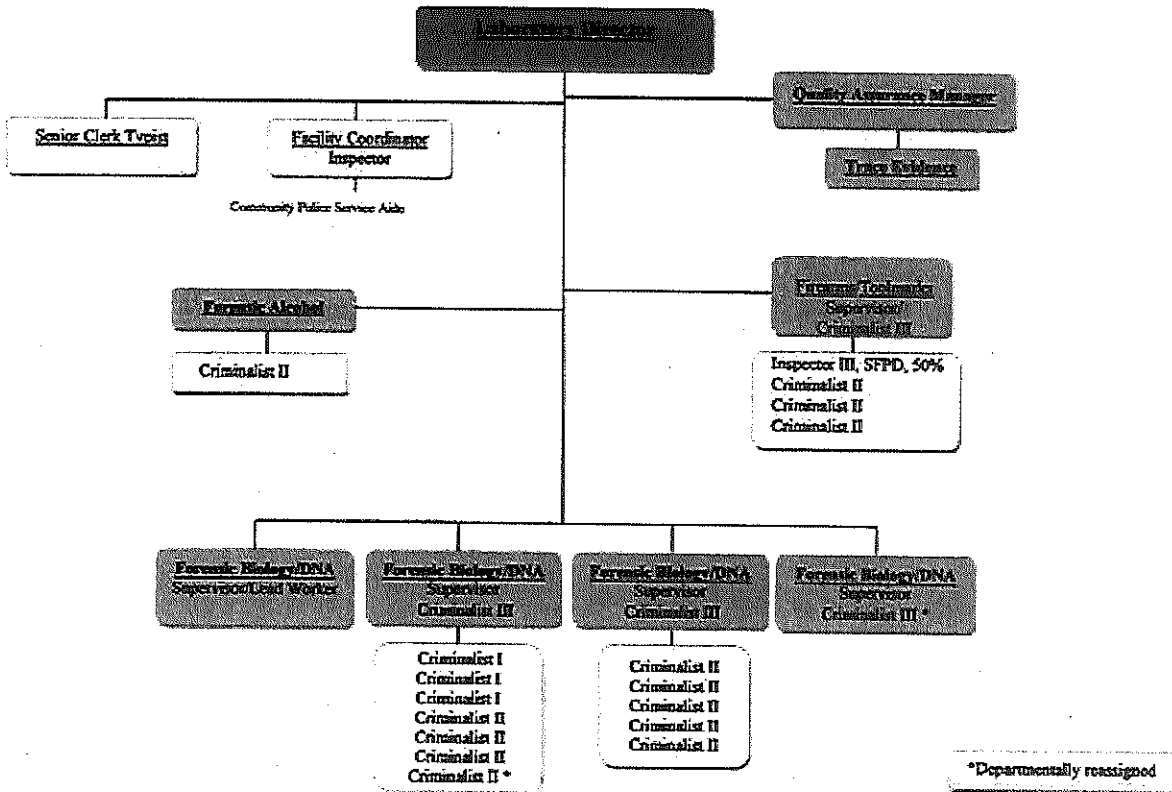 Laboratory Director
Quality Assurance Manager
Senior Clerk Typist
Facility Coordinator
Inspector
Trace Evidence
Community Police Service Aide
Forensic Alcohol
Criminalist II
Forensic Toolmarks
Supervisor/
Criminalist III
Inspector III, SFPD, 50%
Criminalist II
Criminalist II
Criminalist II
Forensic Biology/DNA
Supervisor/Lead Worker
Forensic Biology/DNA
Supervisor
Criminalist III
Criminalist I
Criminalist I
Criminalist I
Criminalist II
Criminalist II
Criminalist II
Criminalist II *
Forensic Biology/DNA
Supervisor
Criminalist III
Criminalist II
Criminalist II
Criminalist II
Criminalist II
Criminalist II
Forensic Biology/DNA
Supervisor
Criminalist III *
*Departmentally reassigned